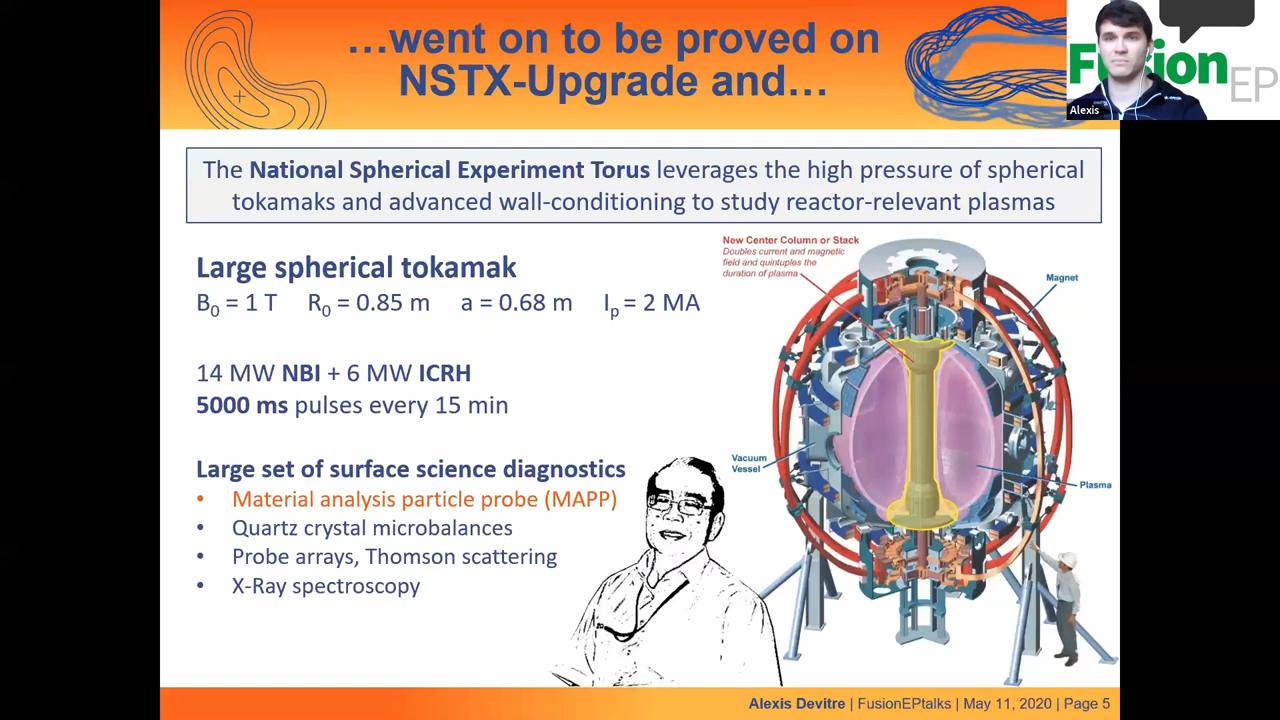 …went on to be proved on
NSTX-Upgrade and…
Fusion
EP
Alexis
The National Spherical Experiment Torus leverages the high pressure of spherical
tokamaks and advanced wall-conditioning to study reactor-relevant plasmas
Large spherical tokamak
B₀ = 1 T R₀ = 0.85 m a = 0.68 m Iₚ = 2 MA
14 MW NBI + 6 MW ICRH
5000 ms pulses every 15 min
Large set of surface science diagnostics
• Material analysis particle probe (MAPP)
• Quartz crystal microbalances
• Probe arrays, Thomson scattering
• X-Ray spectroscopy
New Center Column or Stack
Doubles current and magnetic
field and quintuples the
duration of plasma
Magnet
Vacuum
Vessel
Plasma
Alexis Devitre | FusionEPtalks | May 11, 2020 | Page 5